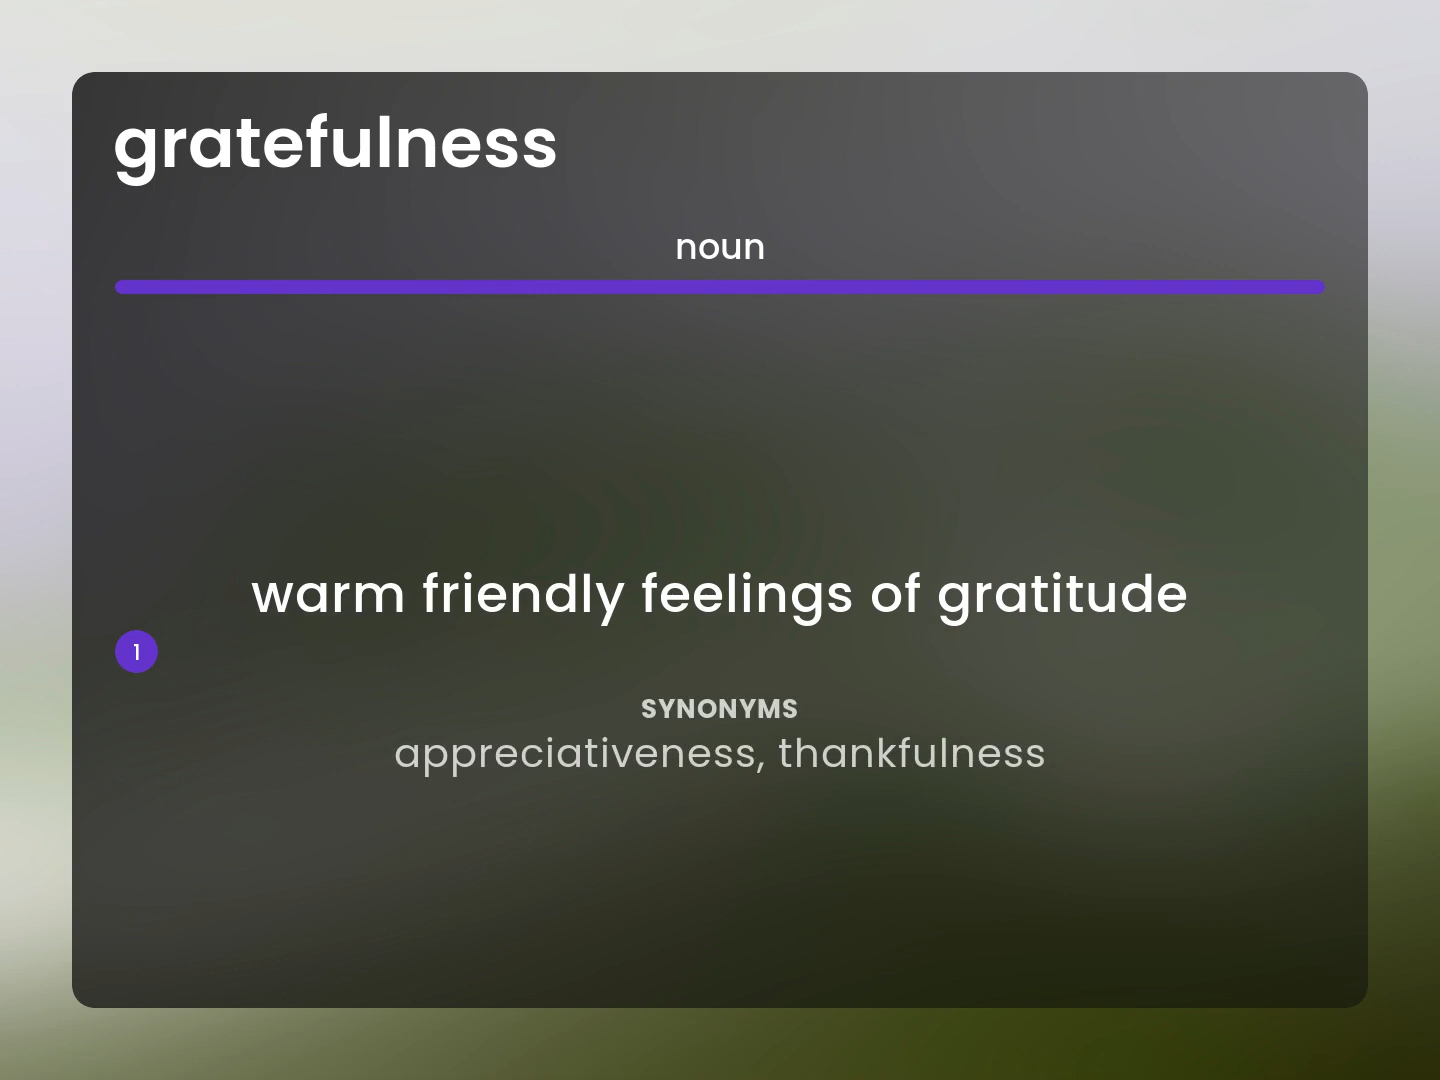 gratefulness
noun
warm friendly feelings of gratitude
1
SYNONYMS
appreciativeness, thankfulness